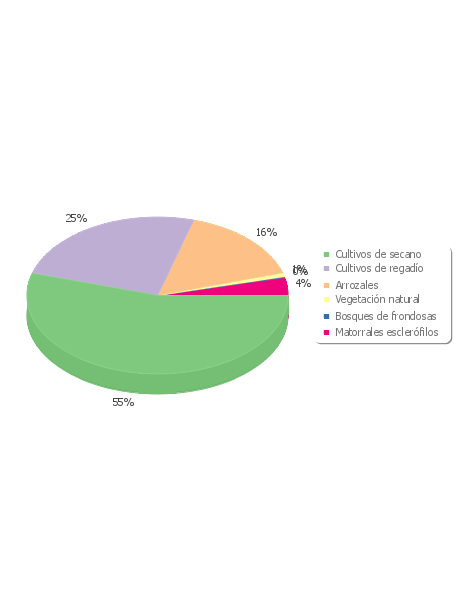 25%
16%
1%
0%
4%
55%
Cultivos de secano
Cultivos de regadío
Arrozales
Vegetación natural
Bosques de frondosas
Matorrales esclerófilos